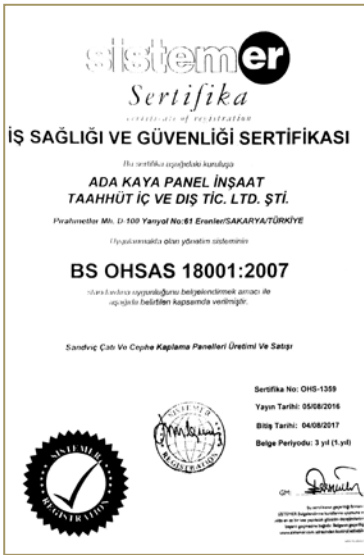 sistemer
Sertifika
certificate of registration
İŞ SAĞLIĞI VE GÜVENLİĞİ SERTİFİKASI
Bu sertifika aşağıdaki kuruluşa
ADA KAYA PANEL İNŞAAT
TAAHHÜT İÇ VE DIŞ TİC. LTD. ŞTİ.
Pirahmetler Mh. D-100 Yanyol No:61 Erenler/SAKARYA/TÜRKİYE
Uygulanmakta olan yönetim sisteminin
BS OHSAS 18001:2007
standardına uygunluğunu belgelendirmek amacı ile
aşağıda belirtilen kapsamda verilmiştir.
Sandviç Çatı Ve Cephe Kaplama Panelleri Üretimi Ve Satışı
Sertifika No: OHS-1359
Yayın Tarihi: 05/08/2016
Bitiş Tarihi: 04/08/2017
Belge Periyodu: 3 yıl (1.yıl)
SISTEMER
REGISTRATION
SISTEMER
REGISTRATION
GM: